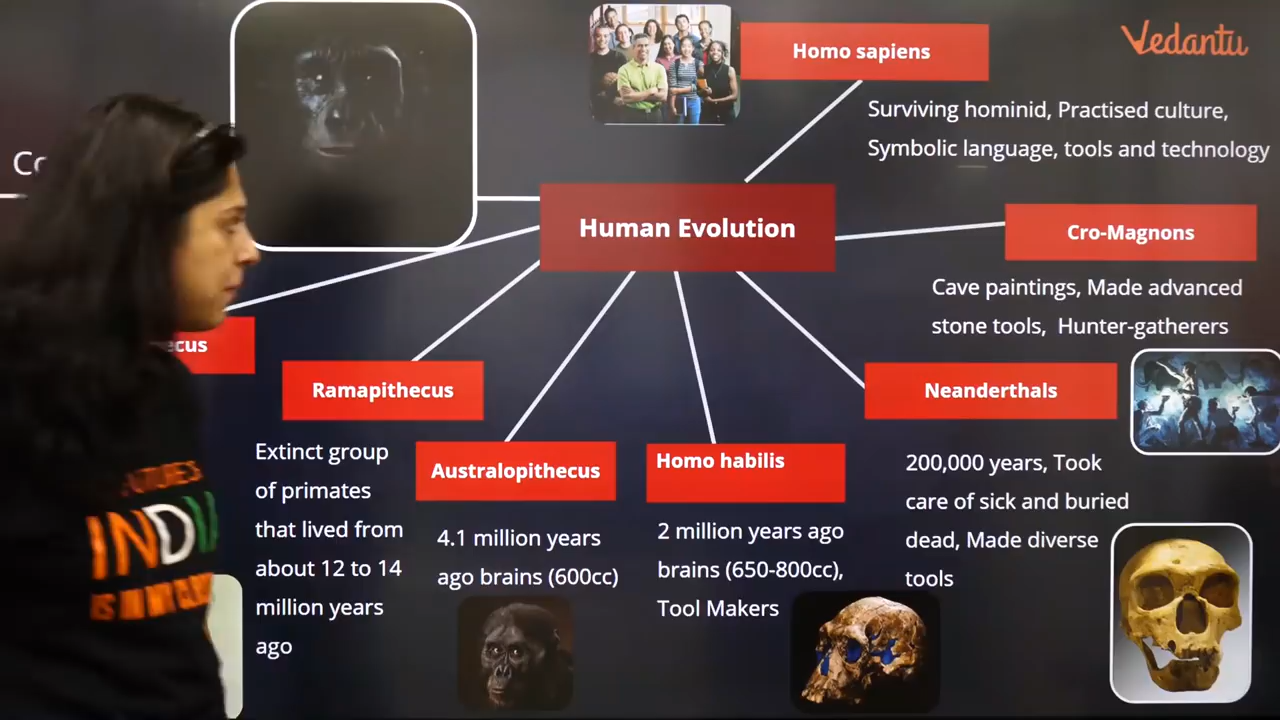 Vedantu
Homo sapiens
Surviving hominid, Practised culture,
Symbolic language, tools and technology
Human Evolution
Cro-Magnons
Cave paintings, Made advanced
stone tools, Hunter-gatherers
Neanderthals
200,000 years, Took
care of sick and buried
dead, Made diverse
tools
Ramapithecus
Extinct group
of primates
that lived from
about 12 to 14
million years
ago
Australopithecus
4.1 million years
ago brains (600cc)
Homo habilis
2 million years ago
brains (650-800cc),
Tool Makers
INDIA